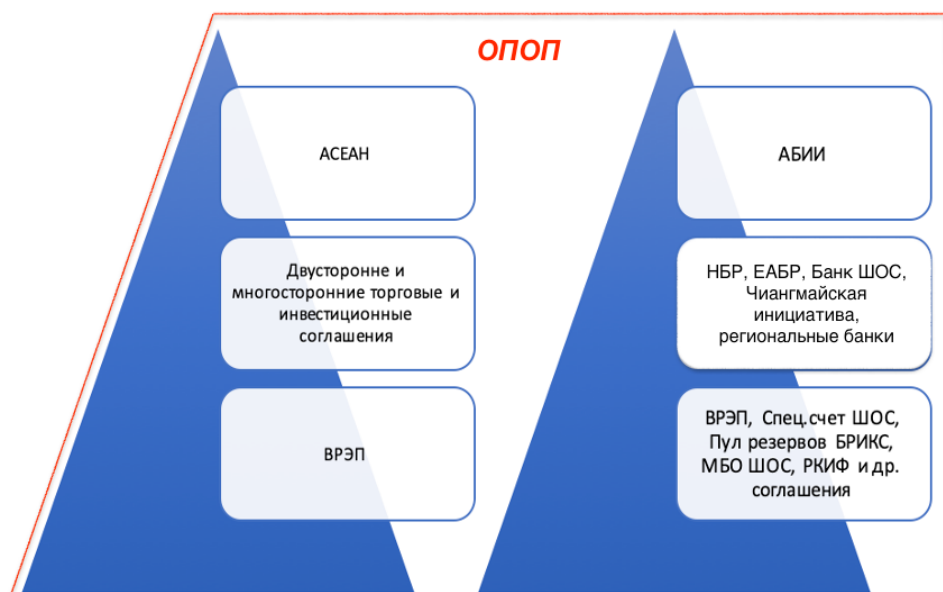 ОПОП
АСЕАН
Двусторонне и
многосторонние торговые и
инвестиционные
соглашения
ВРЭП
АБИИ
НБР, ЕАБР, Банк ШОС,
Чиангмайская
инициатива,
региональные банки
ВРЭП, Спец.счет ШОС,
Пул резервов БРИКС,
МБО ШОС, РКИФ и др.
соглашения